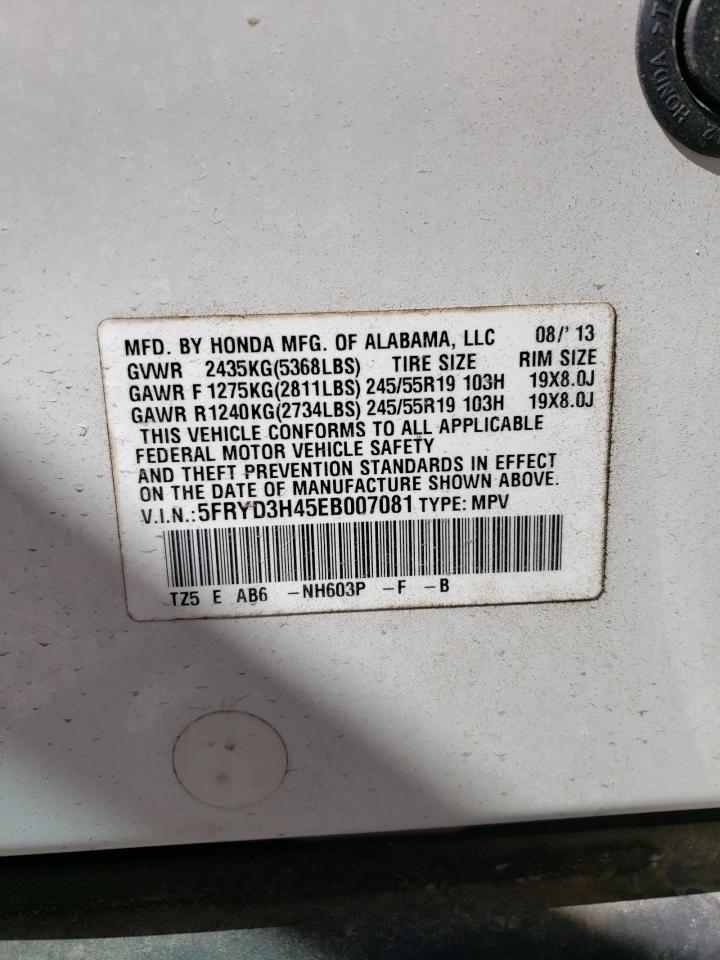 HONDA
MFD. BY HONDA MFG. OF ALABAMA, LLC 08/'13
GVWR 2435KG(5368LBS) TIRE SIZE RIM SIZE
GAWR F 1275KG(2811LBS) 245/55R19 103H 19X8.0J
GAWR R1240KG(2734LBS) 245/55R19 103H 19X8.0J
THIS VEHICLE CONFORMS TO ALL APPLICABLE
FEDERAL MOTOR VEHICLE SAFETY
AND THEFT PREVENTION STANDARDS IN EFFECT
ON THE DATE OF MANUFACTURE SHOWN ABOVE.
V.I.N.:5FRYD3H45EB007081 TYPE: MPV
TZ5 E AB6 -NH603P -F -B